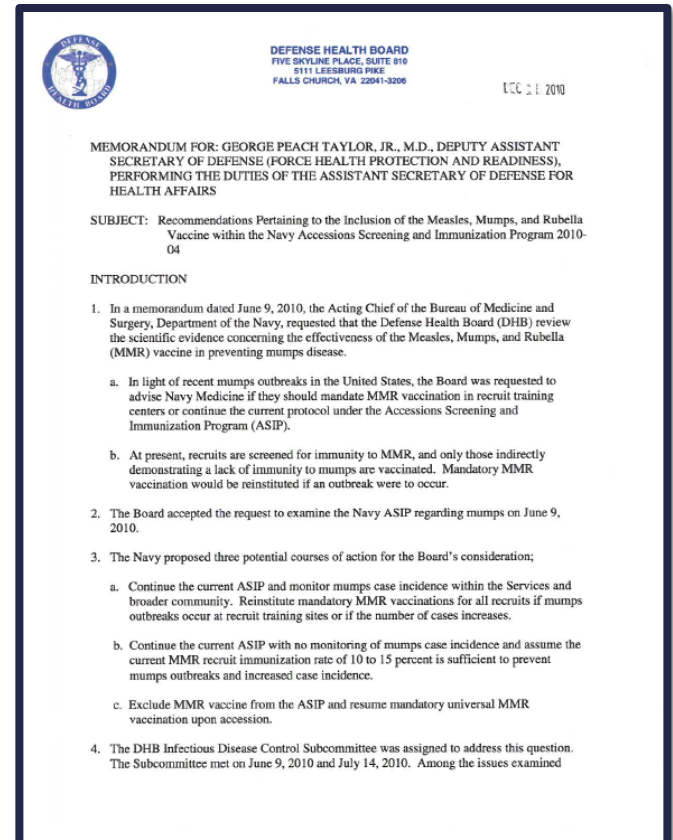 DEFENSE
HEALTH BOARD
DEFENSE HEALTH BOARD
FIVE SKYLINE PLACE, SUITE 810
5111 LEESBURG PIKE
FALLS CHURCH, VA 22041-3206
2010
MEMORANDUM FOR: GEORGE PEACH TAYLOR, JR., M.D., DEPUTY ASSISTANT
SECRETARY OF DEFENSE (FORCE HEALTH PROTECTION AND READINESS),
PERFORMING THE DUTIES OF THE ASSISTANT SECRETARY OF DEFENSE FOR
HEALTH AFFAIRS
SUBJECT: Recommendations Pertaining to the Inclusion of the Measles, Mumps, and Rubella
Vaccine within the Navy Accessions Screening and Immunization Program 2010-
04
INTRODUCTION
1. In a memorandum dated June 9, 2010, the Acting Chief of the Bureau of Medicine and
Surgery, Department of the Navy, requested that the Defense Health Board (DHB) review
the scientific evidence concerning the effectiveness of the Measles, Mumps, and Rubella
(MMR) vaccine in preventing mumps disease.
a. In light of recent mumps outbreaks in the United States, the Board was requested to
advise Navy Medicine if they should mandate MMR vaccination in recruit training
centers or continue the current protocol under the Accessions Screening and
Immunization Program (ASIP).
b. At present, recruits are screened for immunity to MMR, and only those indirectly
demonstrating a lack of immunity to mumps are vaccinated. Mandatory MMR
vaccination would be reinstituted if an outbreak were to occur.
2. The Board accepted the request to examine the Navy ASIP regarding mumps on June 9,
2010.
3. The Navy proposed three potential courses of action for the Board's consideration;
a. Continue the current ASIP and monitor mumps case incidence within the Services and
broader community. Reinstitute mandatory MMR vaccinations for all recruits if mumps
outbreaks occur at recruit training sites or if the number of cases increases.
b. Continue the current ASIP with no monitoring of mumps case incidence and assume the
current MMR recruit immunization rate of 10 to 15 percent is sufficient to prevent
mumps outbreaks and increased case incidence.
c. Exclude MMR vaccine from the ASIP and resume mandatory universal MMR
vaccination upon accession.
4. The DHB Infectious Disease Control Subcommittee was assigned to address this question.
The Subcommittee met on June 9, 2010 and July 14, 2010. Among the issues examined